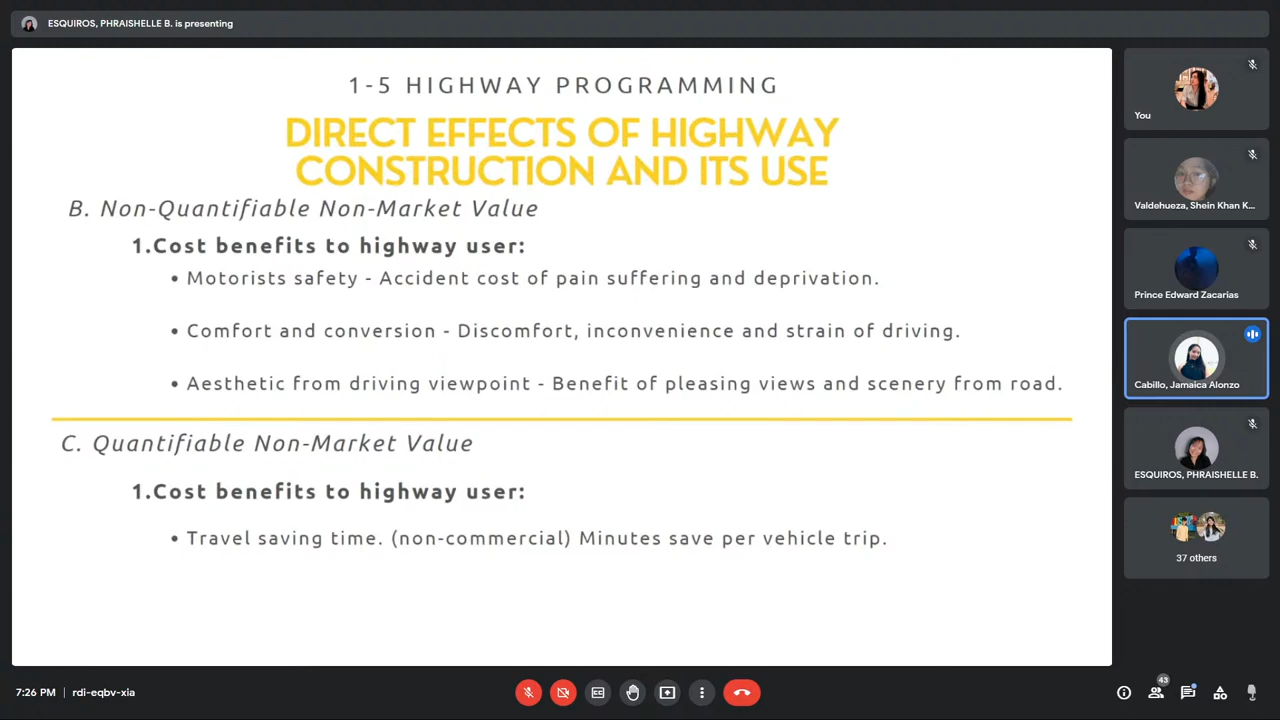 ESQUIROS, PHRAISHELLE B. is presenting
1-5 HIGHWAY PROGRAMMING
DIRECT EFFECTS OF HIGHWAY
CONSTRUCTION AND ITS USE
B. Non-Quantifiable Non-Market Value
1.Cost benefits to highway user:
• Motorists safety - Accident cost of pain suffering and deprivation.
• Comfort and conversion - Discomfort, inconvenience and strain of driving.
• Aesthetic from driving viewpoint - Benefit of pleasing views and scenery from road.
C. Quantifiable Non-Market Value
1.Cost benefits to highway user:
• Travel saving time. (non-commercial) Minutes save per vehicle trip.
You
Valdehueza, Shein Khan K...
Prince Edward Zacarias
Cabillo, Jamaica Alonzo
ESQUIROS, PHRAISHELLE B.
37 others
7:26 PM | rdi-eqbv-xia
43